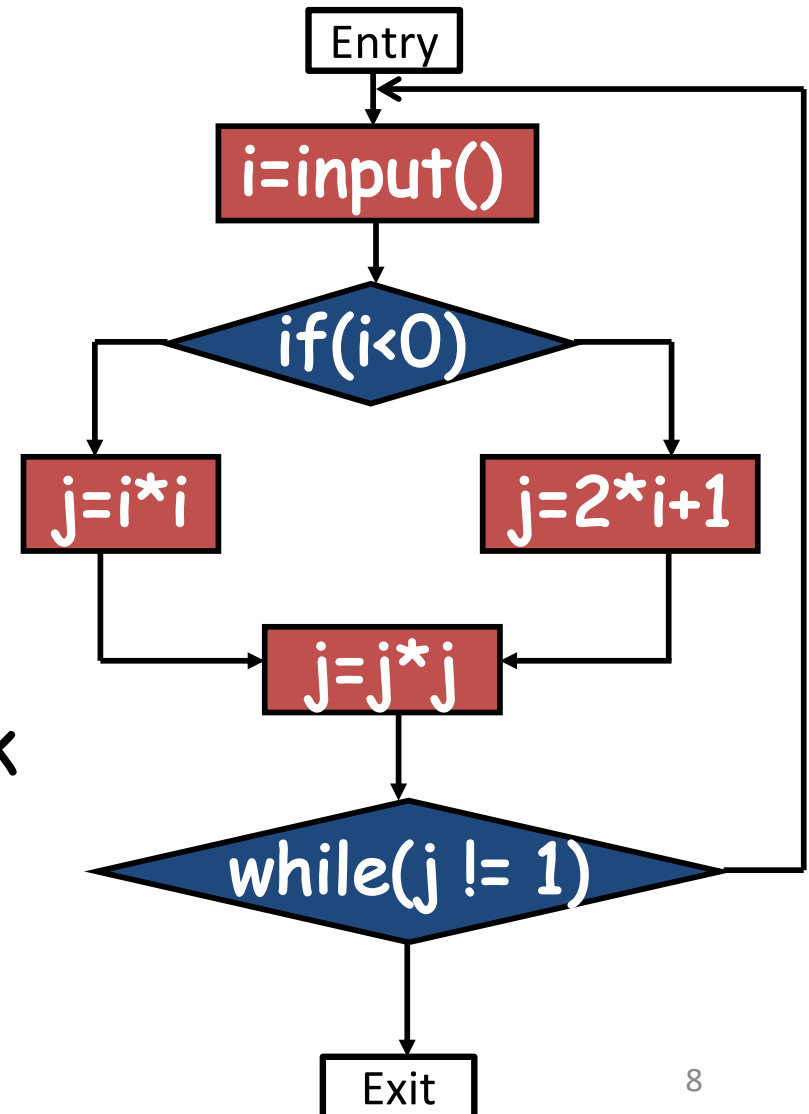 Entry
i=input()
if(i<0)
j=i*i
j=2*i+1
j=j*j
while(j != 1)
Exit
8